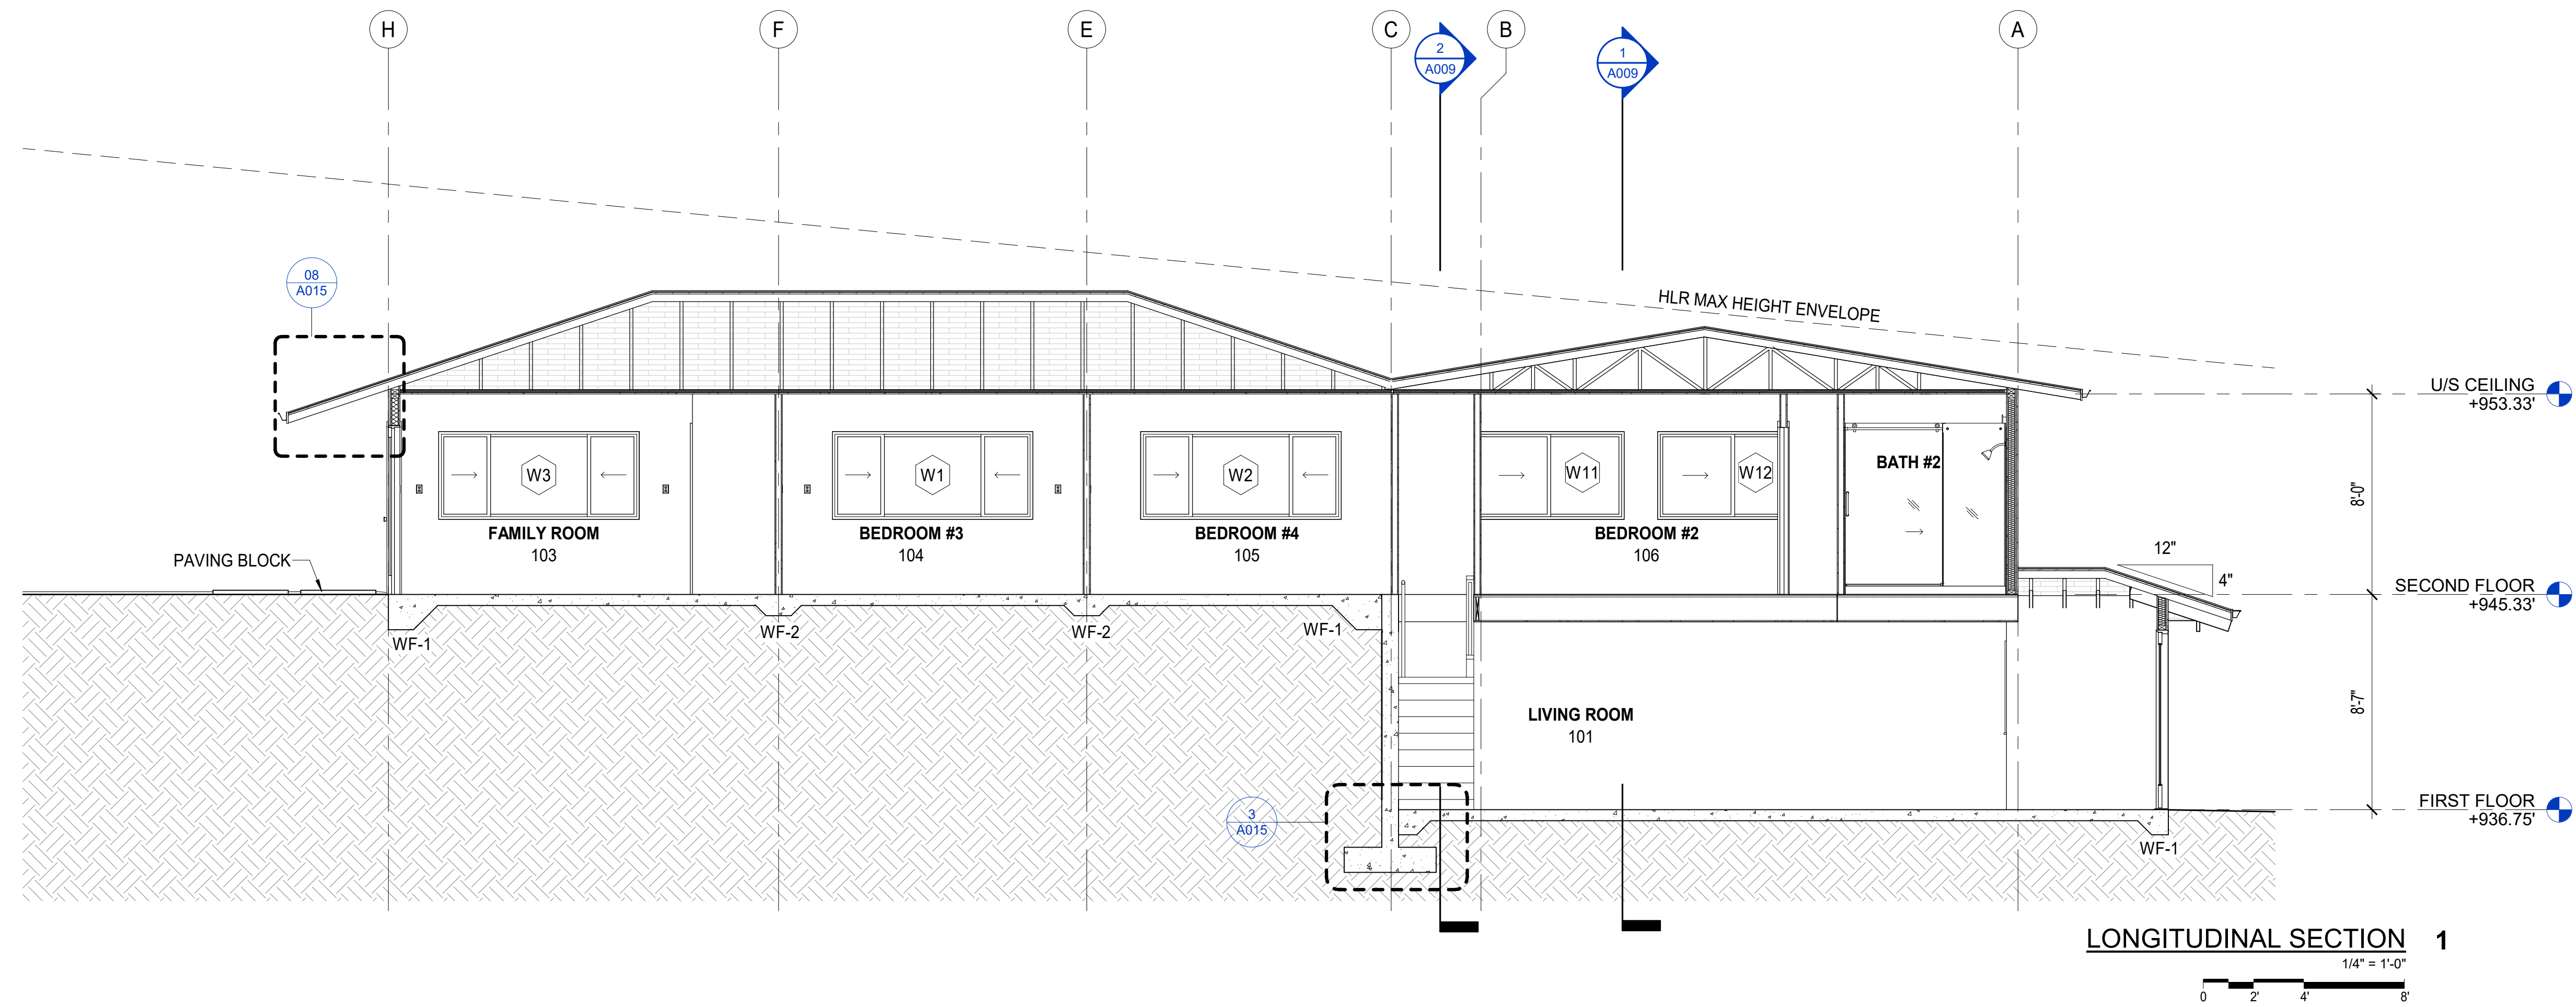 H
F
E
C
B
A
2
A009
1
A009
08
A015
HLR MAX HEIGHT ENVELOPE
U/S CEILING
+953.33'
W3
W1
W2
W11
W12
BATH #2
8'-0"
FAMILY ROOM
103
BEDROOM #3
104
BEDROOM #4
105
BEDROOM #2
106
PAVING BLOCK
12"
4"
SECOND FLOOR
+945.33'
WF-1
WF-2
WF-2
WF-1
LIVING ROOM
101
8'-7"
3
A015
FIRST FLOOR
+936.75'
WF-1
LONGITUDINAL SECTION 1
1/4" = 1'-0"
0 2' 4' 8'